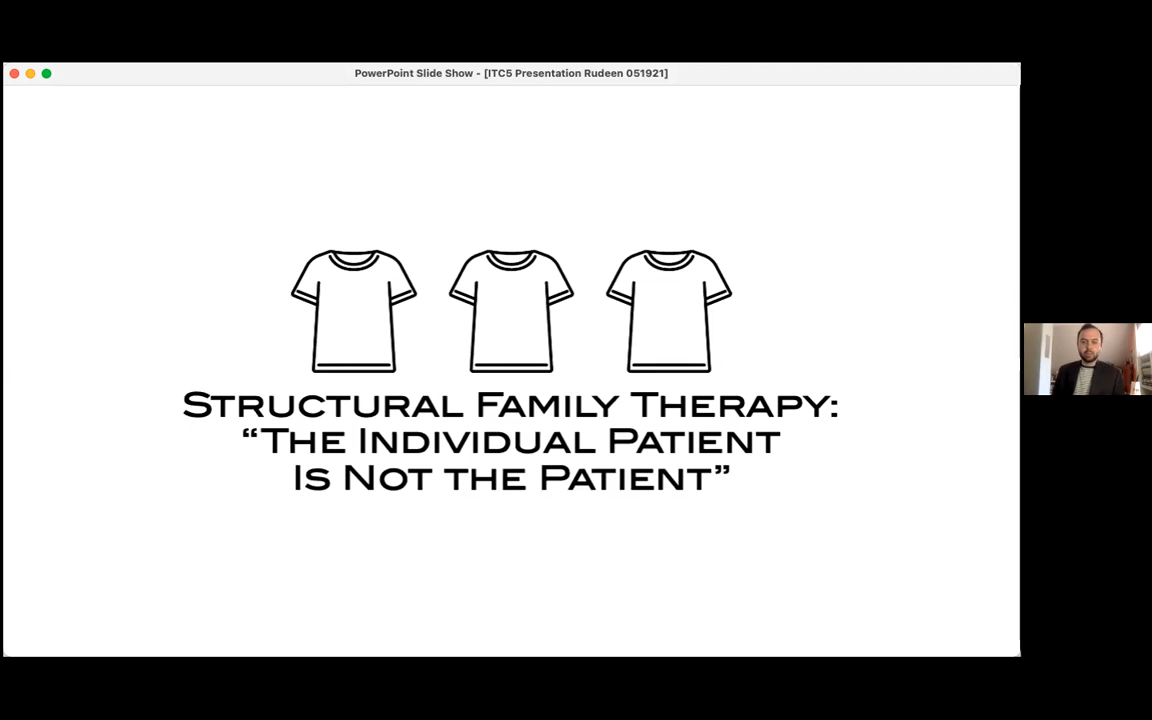 PowerPoint Slide Show - [ITC5 Presentation Rudeen 051921]
Structural Family Therapy:
“The Individual Patient
Is Not the Patient”